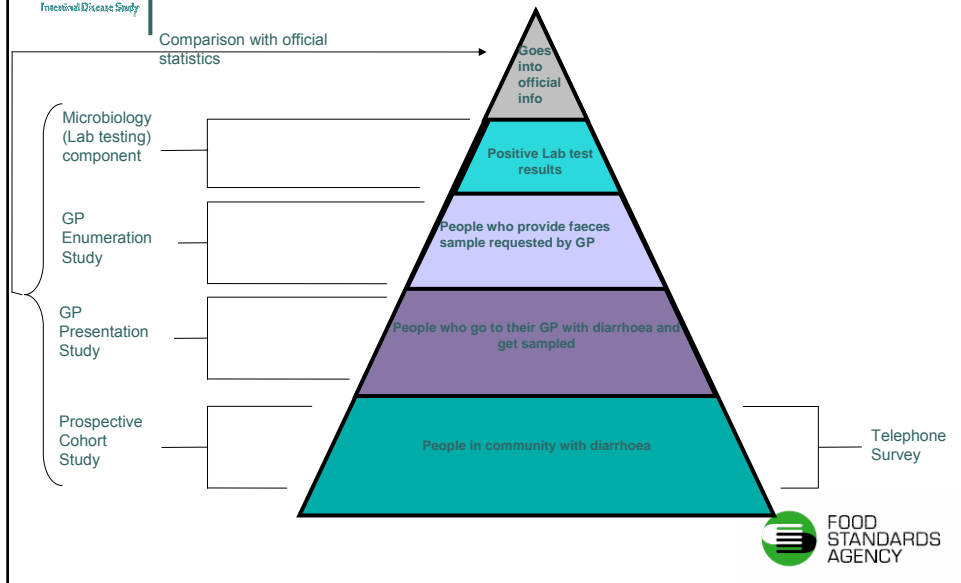 Intestinal Disease Study
Comparison with official
statistics
Goes
into
official
info
Microbiology
(Lab testing)
component
Positive Lab test
results
GP
Enumeration
Study
People who provide faeces
sample requested by GP
GP
Presentation
Study
People who go to their GP with diarrhoea and
get sampled
Prospective
Cohort
Study
People in community with diarrhoea
Telephone
Survey
FOOD
STANDARDS
AGENCY